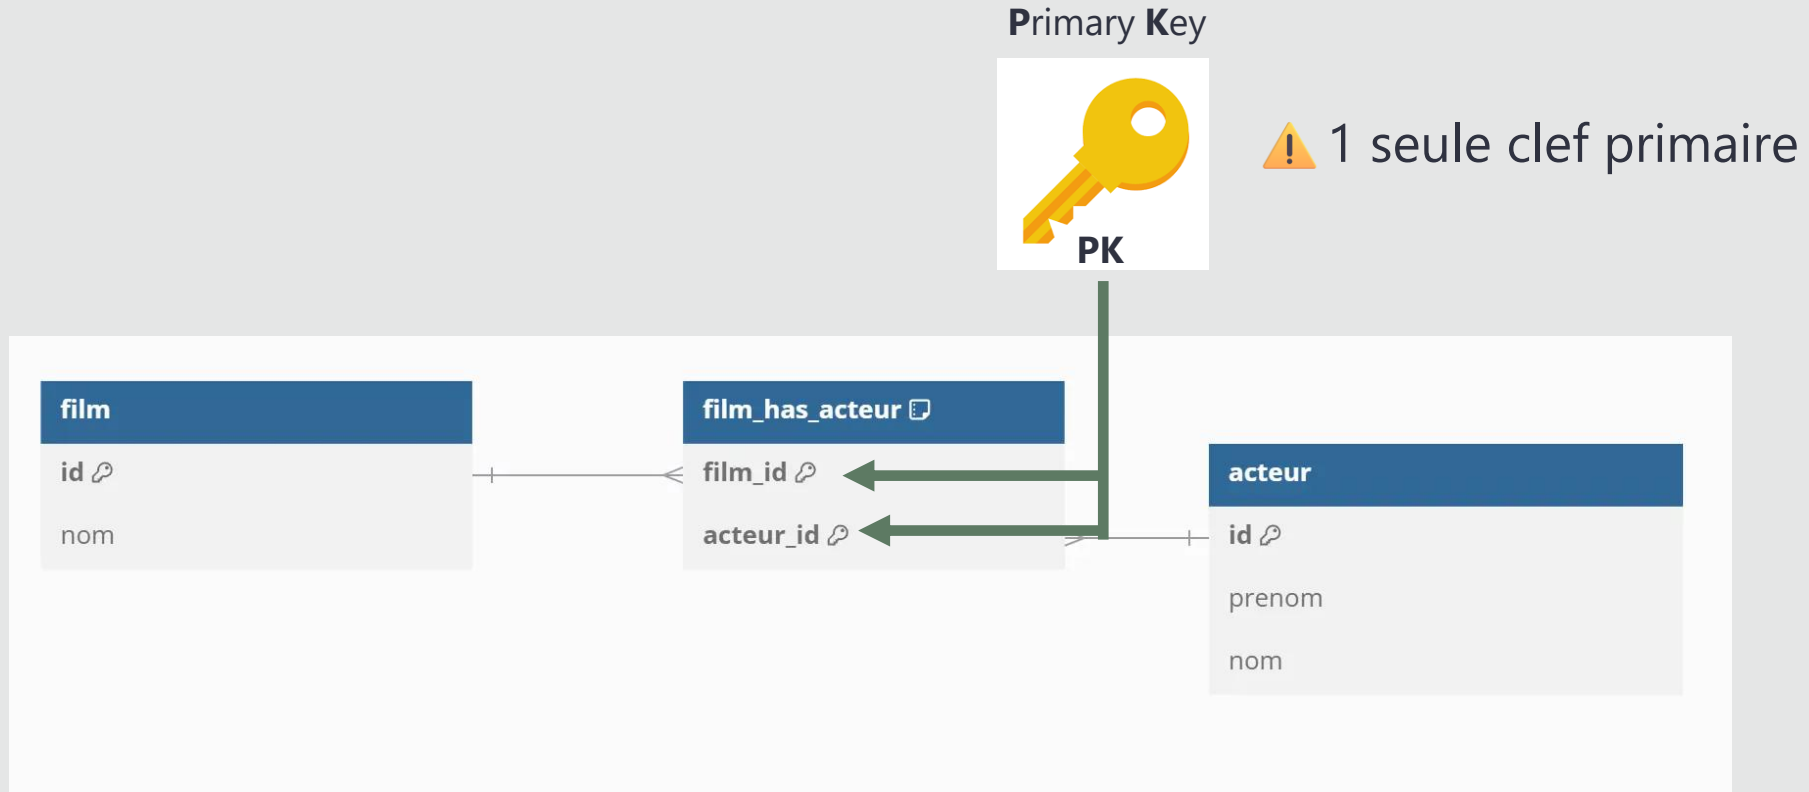 Primary Key
PK
⚠️ 1 seule clef primaire
film
id
nom
film_has_acteur
film_id
acteur_id
acteur
id
prenom
nom